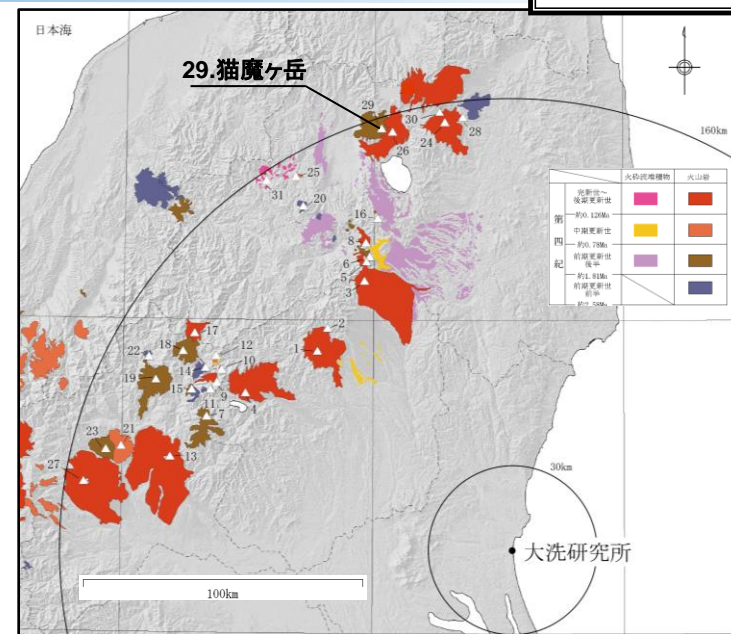 日本海
29.猫魔ヶ岳
160km
29
30
24
28
26
25
31
20
16
8
6
5
3
2
1
17
18
12
22
14
10
19
15
9
4
11
7
23
21
13
27
火砕流堆積物
火山岩
第四紀
完新世~
後期更新世
約0.126Ma
中期更新世
約0.78Ma
前期更新世
後半
約1.81Ma
前期更新世
前半
約2.58Ma
30km
大洗研究所
100km